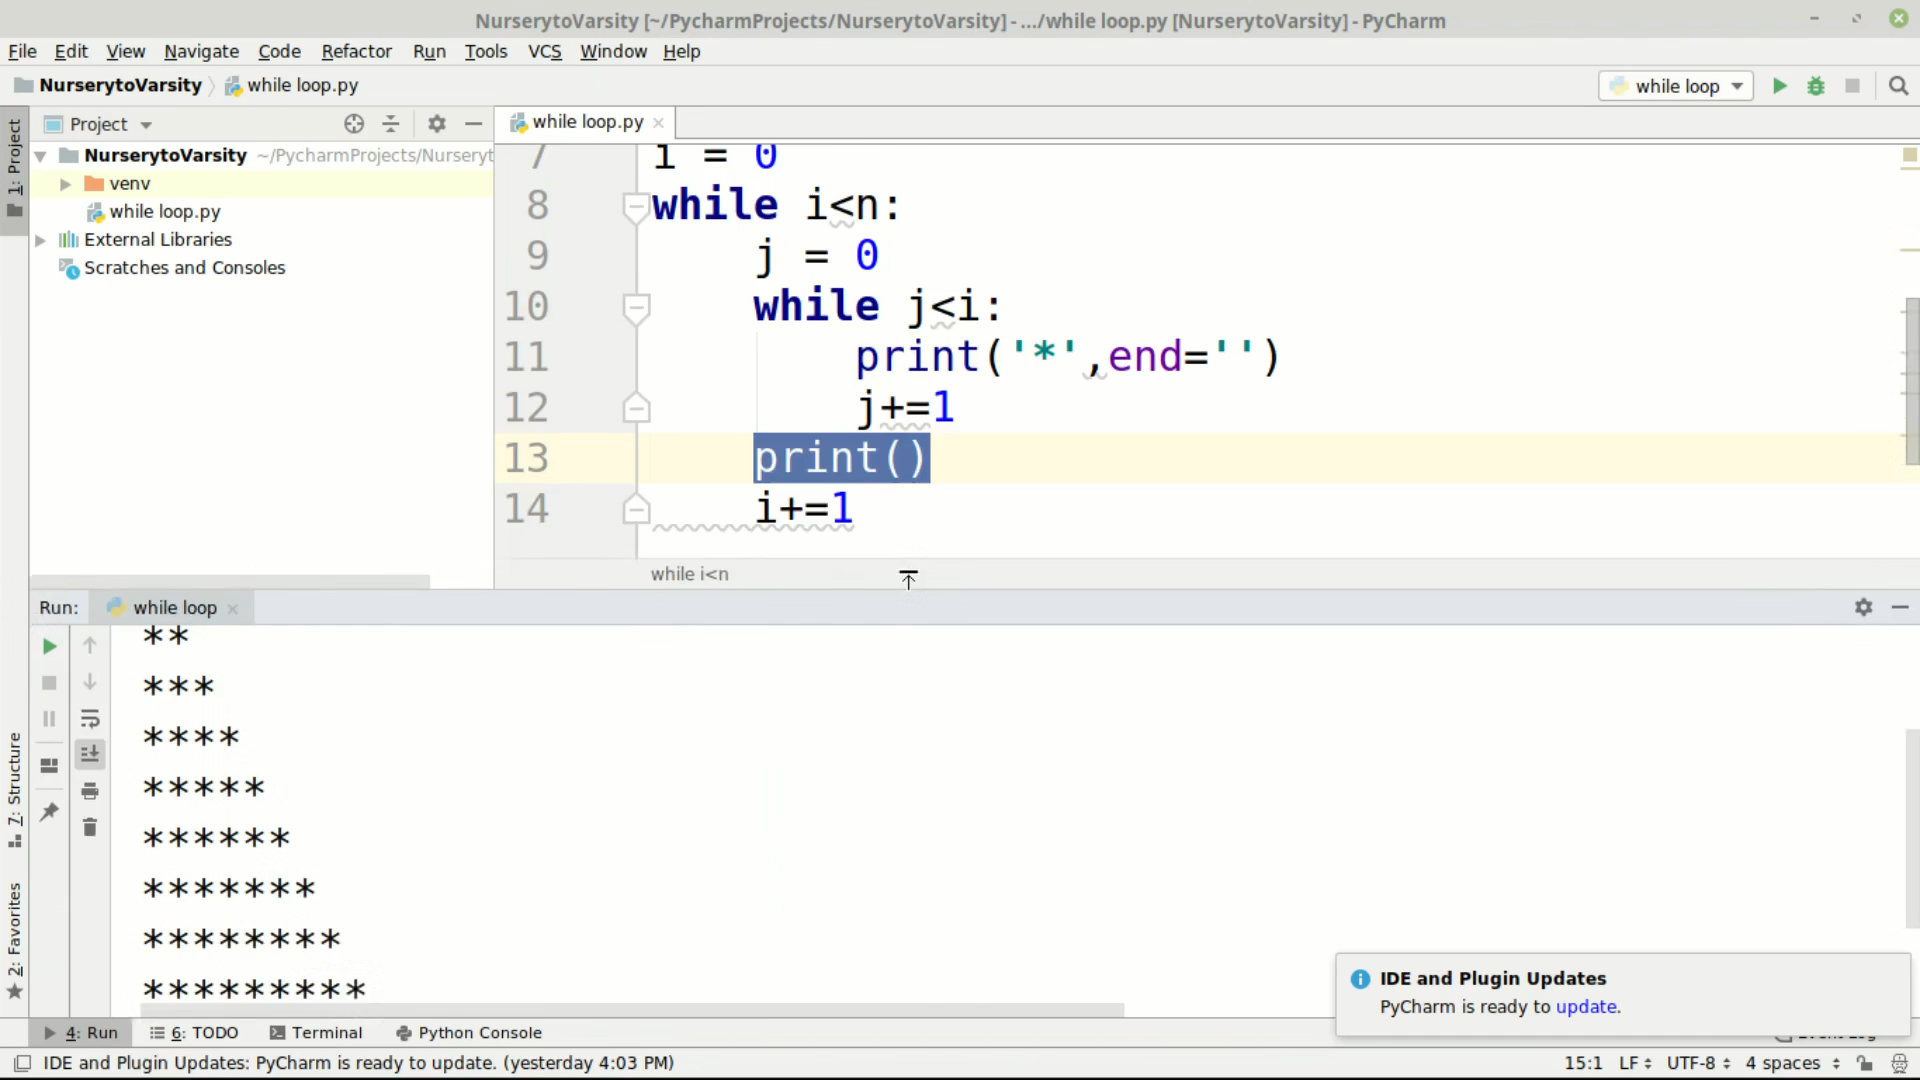 NurserytoVarsity [~/PycharmProjects/NurserytoVarsity] - .../while loop.py [NurserytoVarsity] - PyCharm
File Edit View Navigate Code Refactor Run Tools VCS Window Help
NurserytoVarsity while loop.py while loop
1: Project
Project
while loop.py
NurserytoVarsity ~/PycharmProjects/Nurseryt
venv
while loop.py
External Libraries
Scratches and Consoles
7 i = 0
8 while i<n:
9 j = 0
10 while j<i:
11 print('*',end='')
12 j+=1
13 print()
14 i+=1
while i<n
Run: while loop
**
***
****
*****
******
*******
********
*********
7: Structure
2: Favorites
IDE and Plugin Updates
PyCharm is ready to update.
4: Run 6: TODO Terminal Python Console
IDE and Plugin Updates: PyCharm is ready to update. (yesterday 4:03 PM) 15:1 LF UTF-8 4 spaces